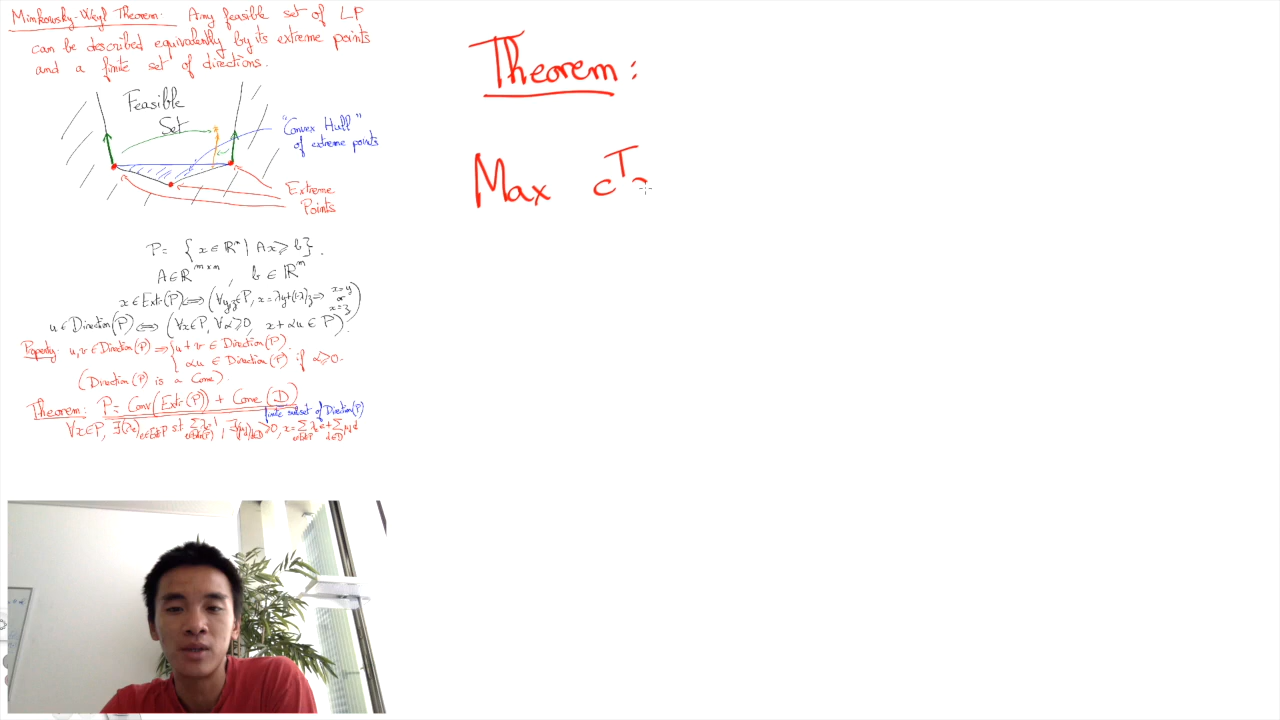 Minkowsky-Weyl Theorem: Any feasible set of LP
can be described equivalently by its extreme points
and a finite set of directions.
Feasible
Set
"Convex Hull"
of extreme points
Extreme
Points
P = { x ∈ ℝⁿ | Ax ≥ b }.
A ∈ ℝ^{m×n}, b ∈ ℝ^m
x ∈ Extr(P) ⟺ (∀y,z ∈ P, x = λy+(1-λ)z ⟹ x=y or x=z)
u ∈ Direction(P) ⟺ (∀x ∈ P, ∀α ≥ 0, x + αu ∈ P).
Property: u, v ∈ Direction(P) ⟹ { u + v ∈ Direction(P).
αu ∈ Direction(P) if α ≥ 0.
(Direction(P) is a Cone).
Theorem: P = Conv(Extr(P)) + Cone(D)
finite subset of Direction(P)
∀x ∈ P,
Theorem:
Max c^T